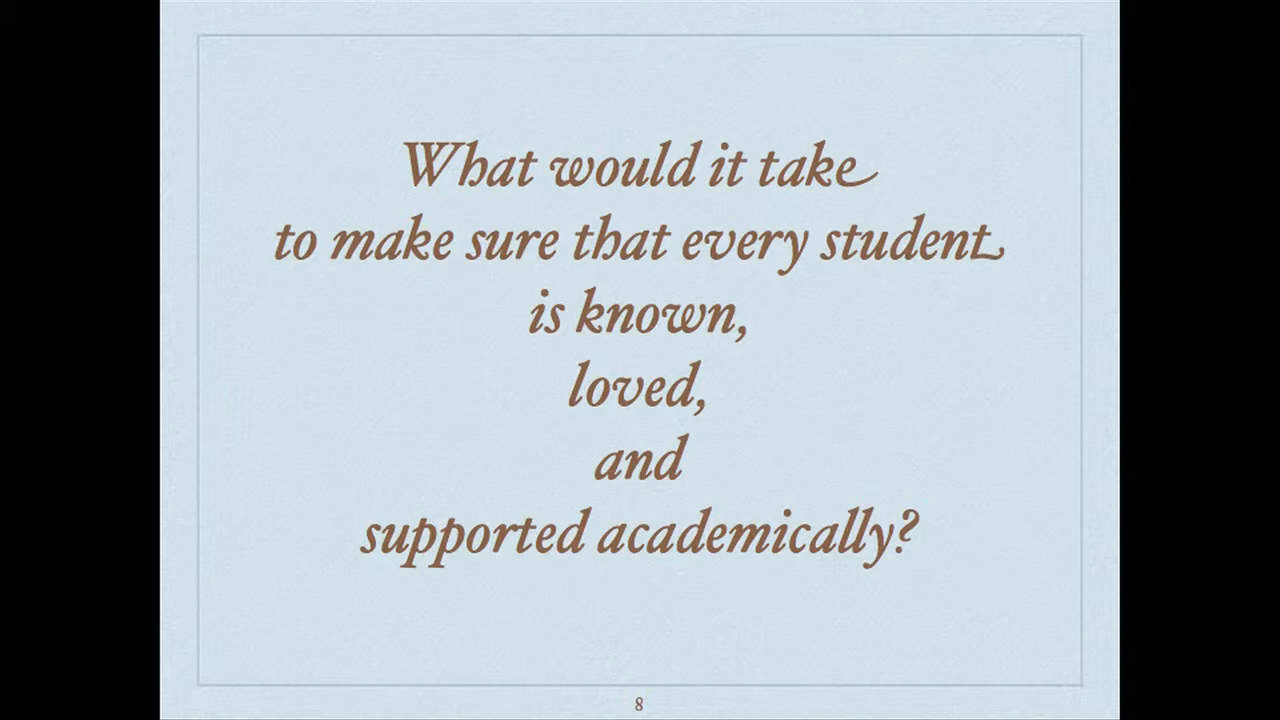 What would it take
to make sure that every student
is known,
loved,
and
supported academically?
8